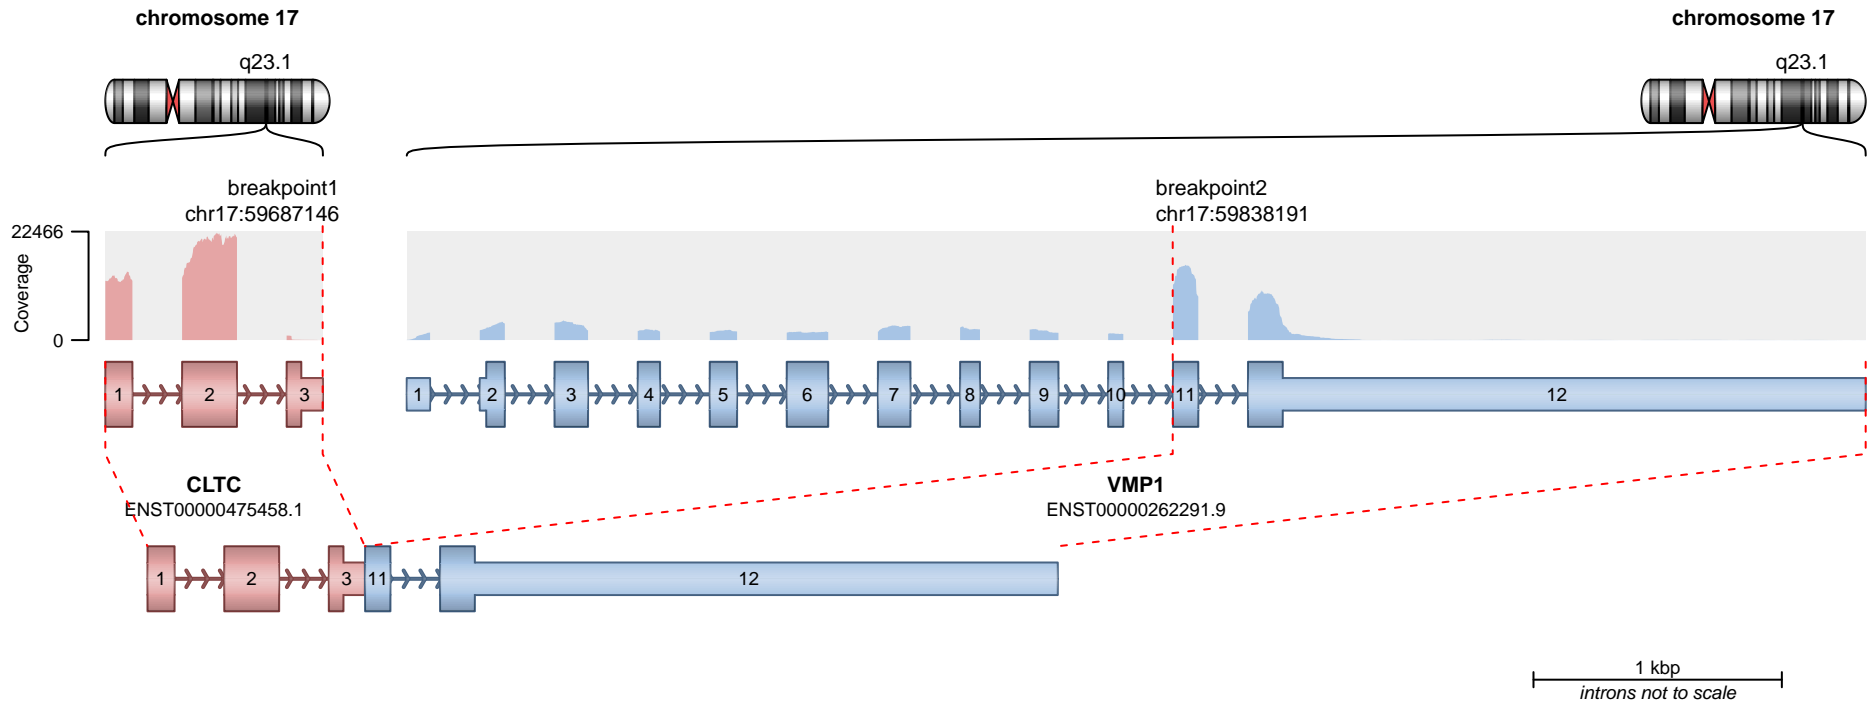 chromosome 17
chromosome 17
q23.1
q23.1
breakpoint1
chr17:59687146
breakpoint2
chr17:59838191
22466
Coverage
0
1 2 3
1 2 3 4 5 6 7 8 9 10 11 12
CLTC
ENST00000475458.1
VMP1
ENST00000262291.9
1 2 3 11 12
1 kbp
introns not to scale